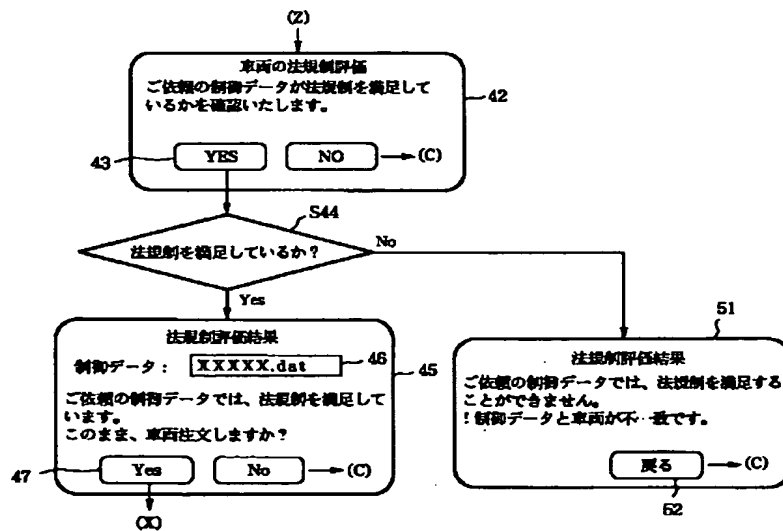 (Z)
車両の法規制評価
ご依頼の制御データが法規制を満足して
いるかを確認いたします。
42
43
YES
NO
(C)
S44
法規制を満足しているか?
No
Yes
法規制評価結果
制御データ:
XXXXX.dat
46
45
ご依頼の制御データでは、法規制を満足して
います。
このまま、車両注文しますか?
47
Yes
No
(C)
(X)
51
法規制評価結果
ご依頼の制御データでは、法規制を満足する
ことができません。
!制御データと車両が不一致です。
戻る
(C)
52